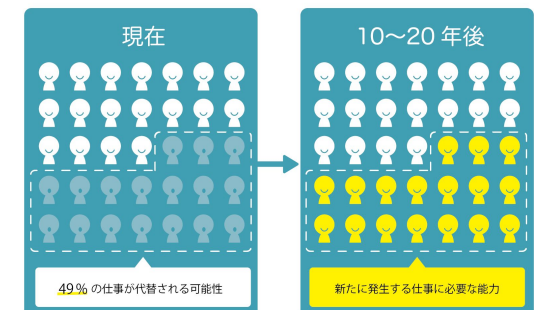 現在
10〜20 年後
49% の仕事が代替される可能性
新たに発生する仕事に必要な能力